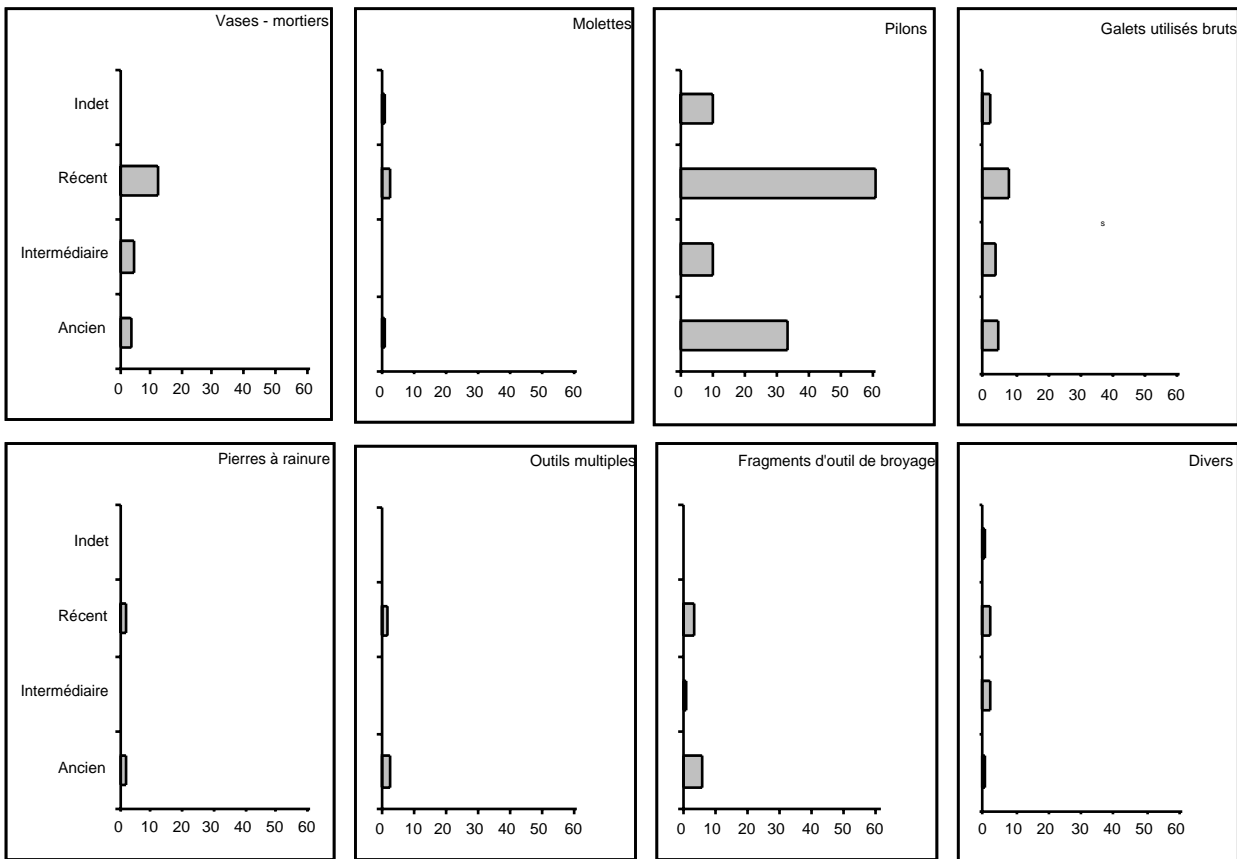 Vases - mortiers
Indet
Récent
Intermédiaire
Ancien
0 10 20 30 40 50 60
Molettes
0 10 20 30 40 50 60
Pilons
0 10 20 30 40 50 60
Galets utilisés bruts
s
0 10 20 30 40 50 60
Pierres à rainure
Indet
Récent
Intermédiaire
Ancien
0 10 20 30 40 50 60
Outils multiples
0 10 20 30 40 50 60
Fragments d'outil de broyage
0 10 20 30 40 50 60
Divers
0 10 20 30 40 50 60